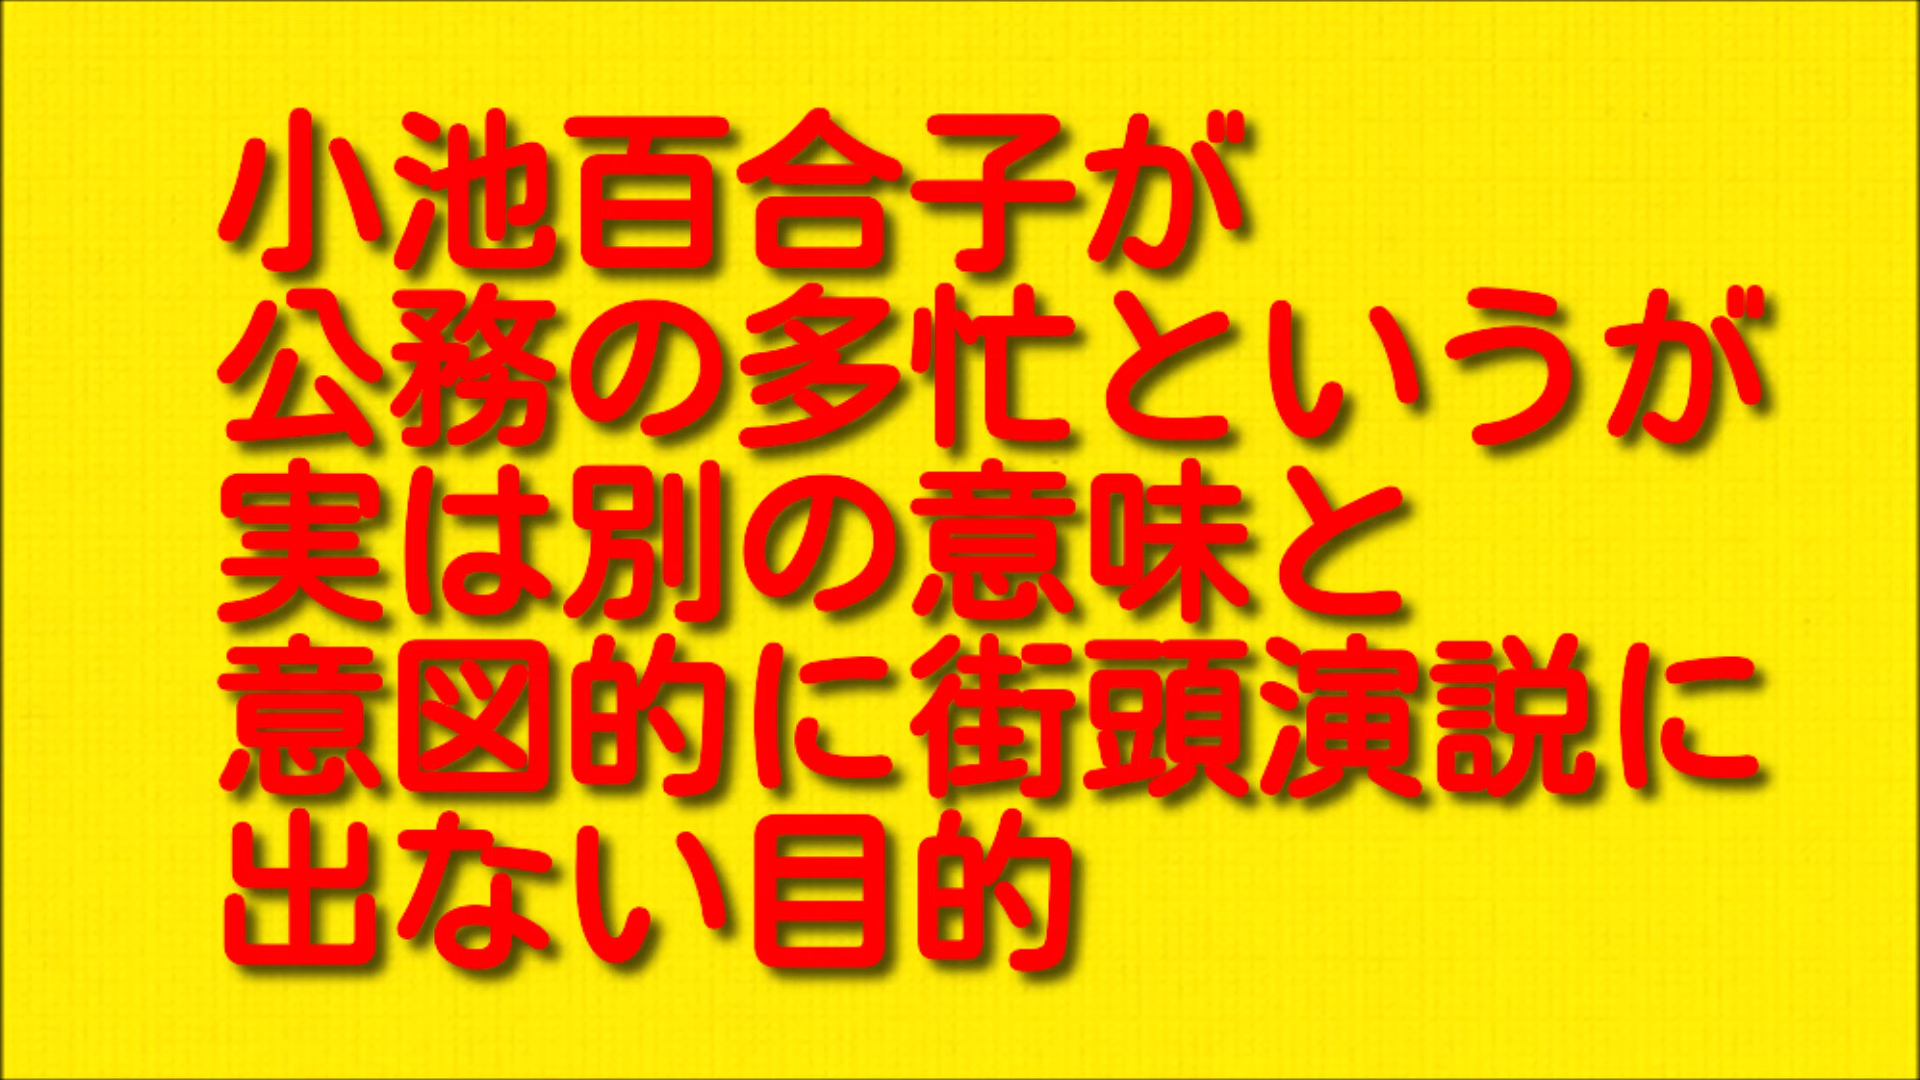 小池百合子が
公務の多忙というが
実は別の意味と
意図的に街頭演説に
出ない目的